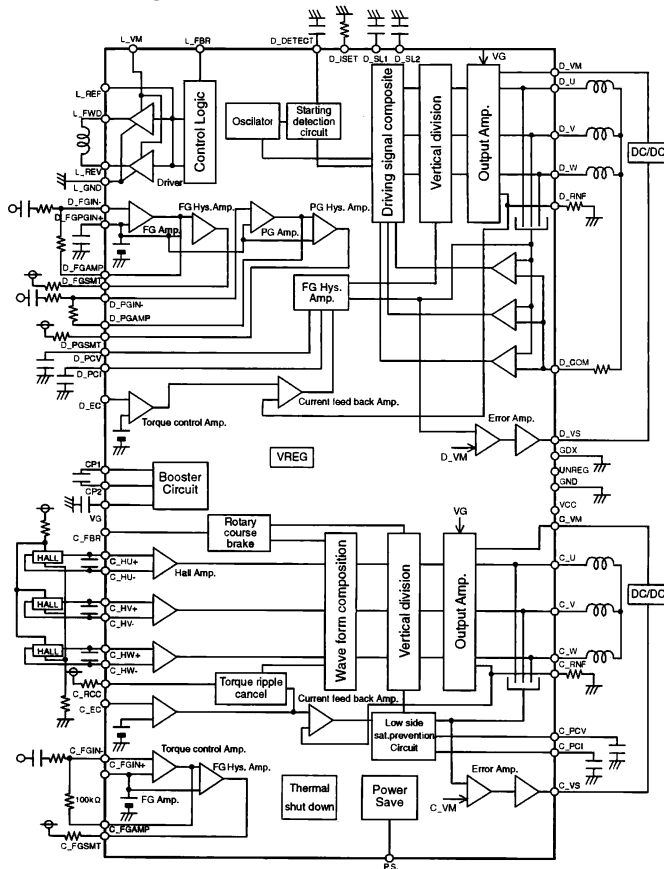 L_VM
L_FBR
D_DETECT
D_ISET
D_SL1
D_SL2
VG
D_VM
L_REF
L_FWD
L_REV
L_GND
Driver
Control Logic
Oscilator
Starting detection circuit
Driving signal composite
Vertical division
Output Amp.
D_U
D_V
D_W
DC/DC
D_RNF
D_FGIN-
D_FGPGIN+
FG Amp.
FG Hys. Amp.
PG Amp.
PG Hys. Amp.
D_FGAMP
D_FGSMT
D_PGIN-
D_PGAMP
D_PGSMT
D_PCV
D_PCI
FG Hys. Amp.
D_COM
D_EC
Torque control Amp.
Current feed back Amp.
Error Amp.
D_VS
D_VM
GDX
UNREG
GND
VCC
VREG
CP1
CP2
VG
Booster Circuit
C_FBR
Rotary course brake
VG
C_VM
HALL
C_HU+
C_HU-
Hall Amp.
HALL
C_HV+
C_HV-
HALL
C_HW+
C_HW-
Wave form composition
Vertical division
Output Amp.
C_U
C_V
C_W
DC/DC
C_RNF
C_RCC
Torque ripple cancel
C_EC
Current feed back Amp.
Low side sat.prevention Circuit
C_PCV
C_PCI
C_FGIN-
C_FGIN+
Torque control Amp.
FG Hys. Amp.
FG Amp.
100kΩ
C_FGAMP
C_FGSMT
Thermal shut down
Power Save
Error Amp.
C_VM
C_VS
P.S.